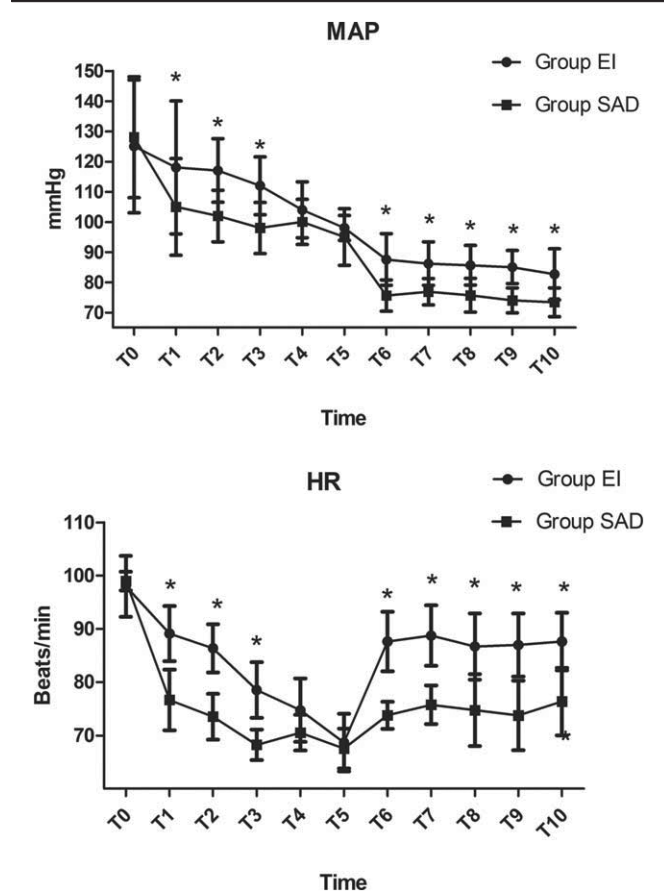 MAP
Group EI
Group SAD
150
140
130
120
110
100
90
80
70
mmHg
* * * * * * * *
T0 T1 T2 T3 T4 T5 T6 T7 T8 T9 T10
Time
HR
Group EI
Group SAD
110
100
90
80
70
Beats/min
* * * * * * * *
*
T0 T1 T2 T3 T4 T5 T6 T7 T8 T9 T10
Time